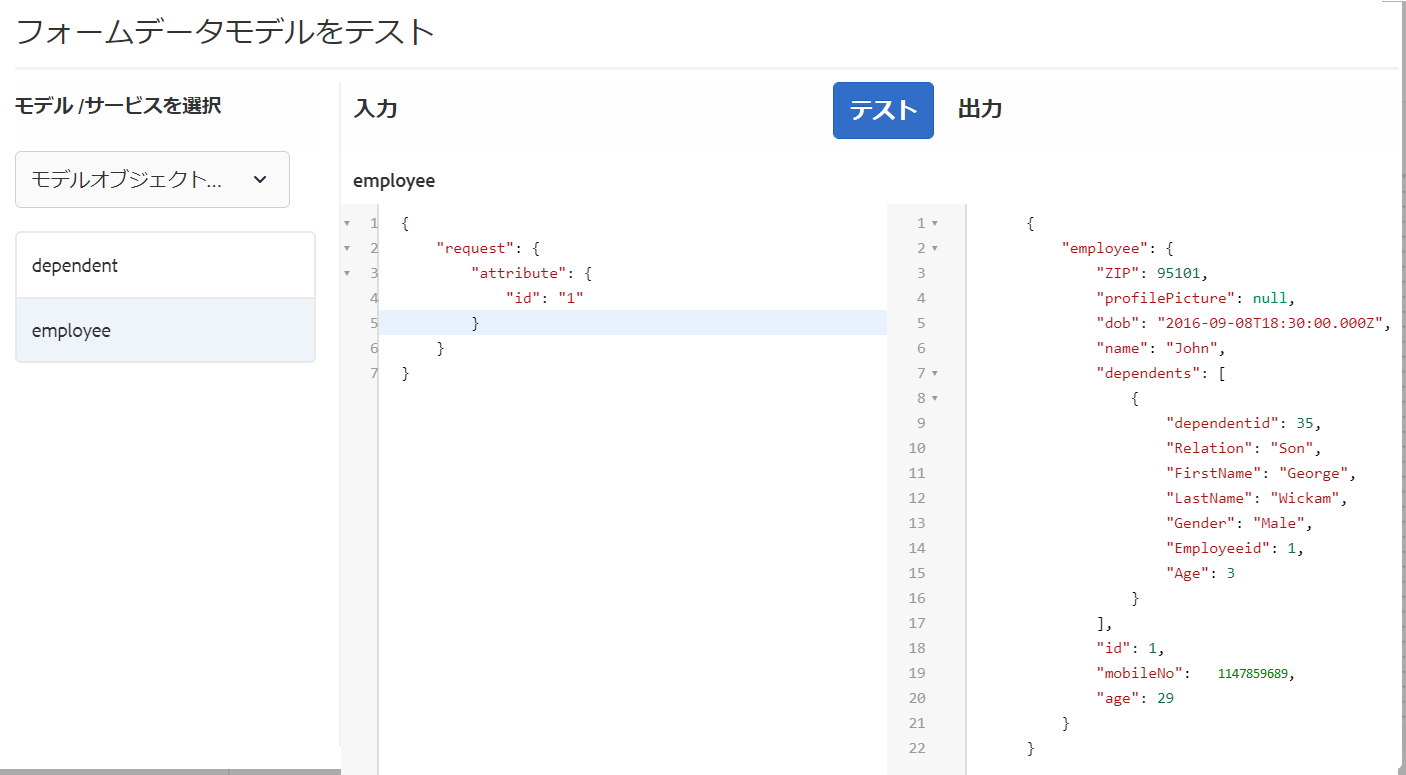 フォームデータモデルをテスト
モデル /サービスを選択
モデルオブジェクト...
dependent
employee
入力
テスト
出力
employee
1 {
2 "request": {
3 "attribute": {
4 "id": "1"
5 }
6 }
7 }
1 {
2 "employee": {
3 "ZIP": 95101,
4 "profilePicture": null,
5 "dob": "2016-09-08T18:30:00.000Z",
6 "name": "John",
7 "dependents": [
8 {
9 "dependentid": 35,
10 "Relation": "Son",
11 "FirstName": "George",
12 "LastName": "Wickam",
13 "Gender": "Male",
14 "Employeeid": 1,
15 "Age": 3
16 }
17 ],
18 "id": 1,
19 "mobileNo": 1147859689,
20 "age": 29
21 }
22 }